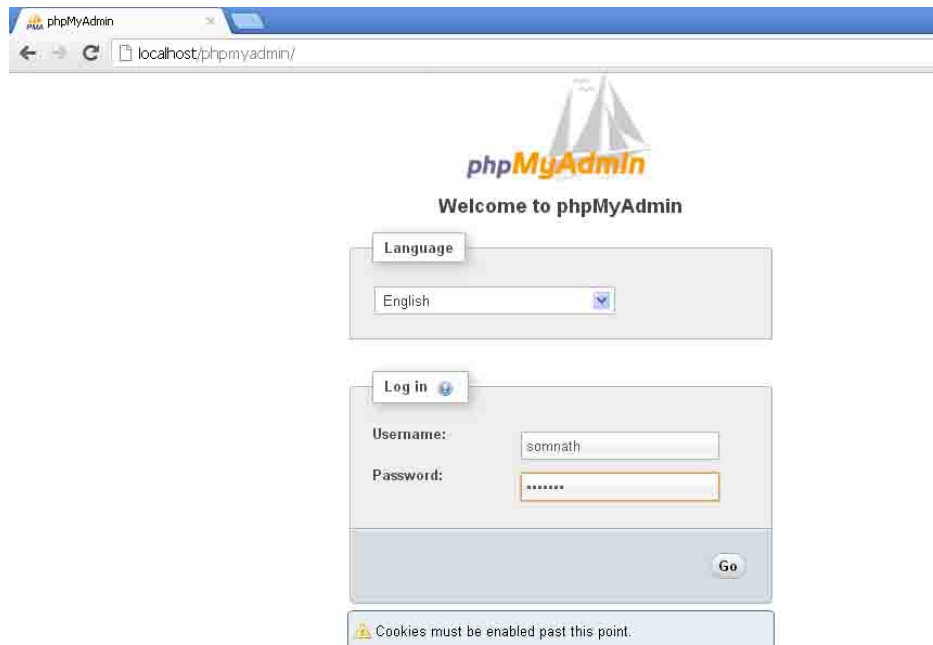 PMA phpMyAdmin
localhost/phpmyadmin/
phpMyAdmin
Welcome to phpMyAdmin
Language
English
Log in
Username:
somnath
Password:
•••••••
Go
Cookies must be enabled past this point.